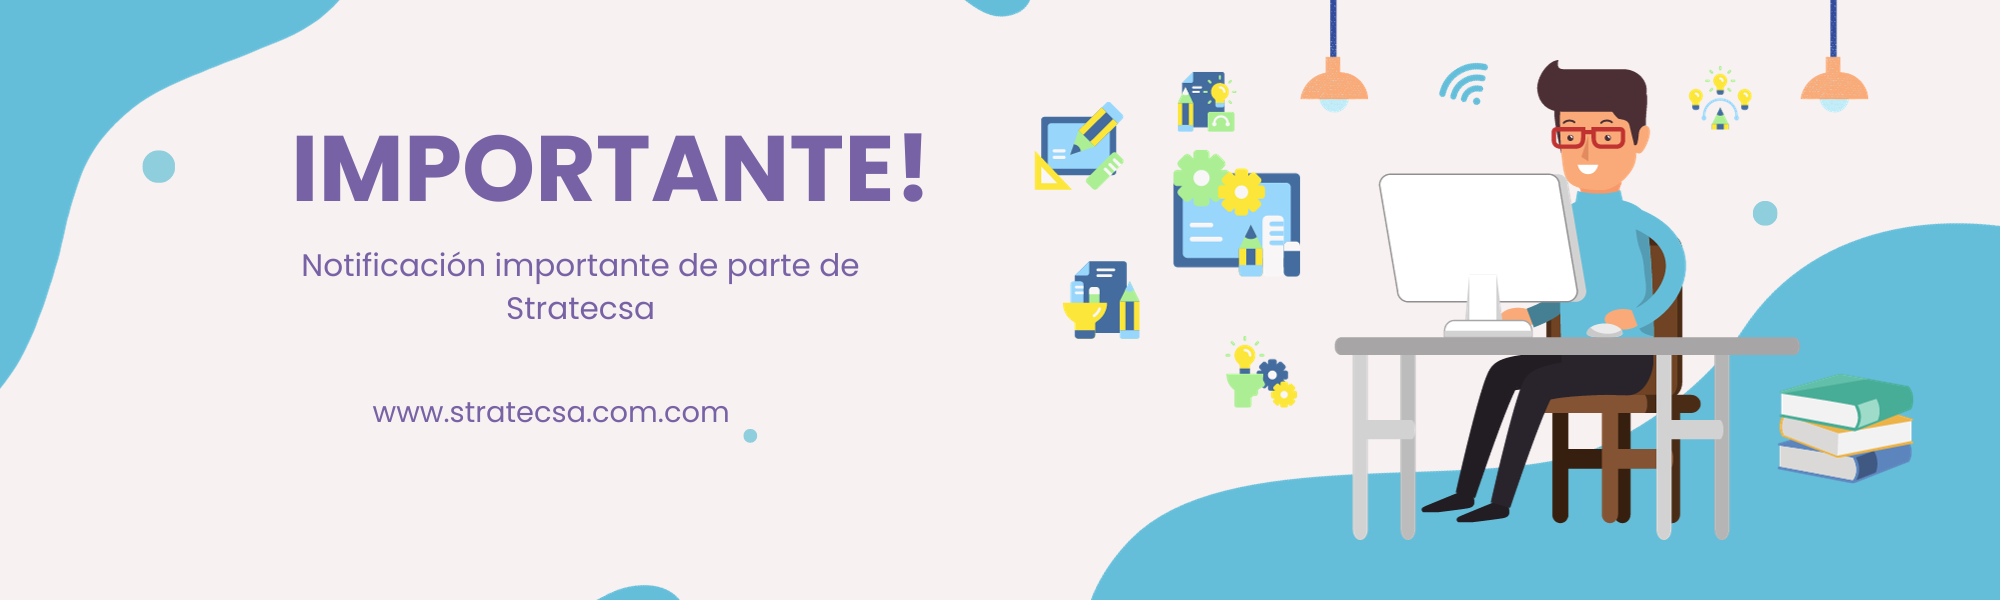 IMPORTANTE!
Notificación importante de parte de
Stratecsa
www.stratecsa.com.com